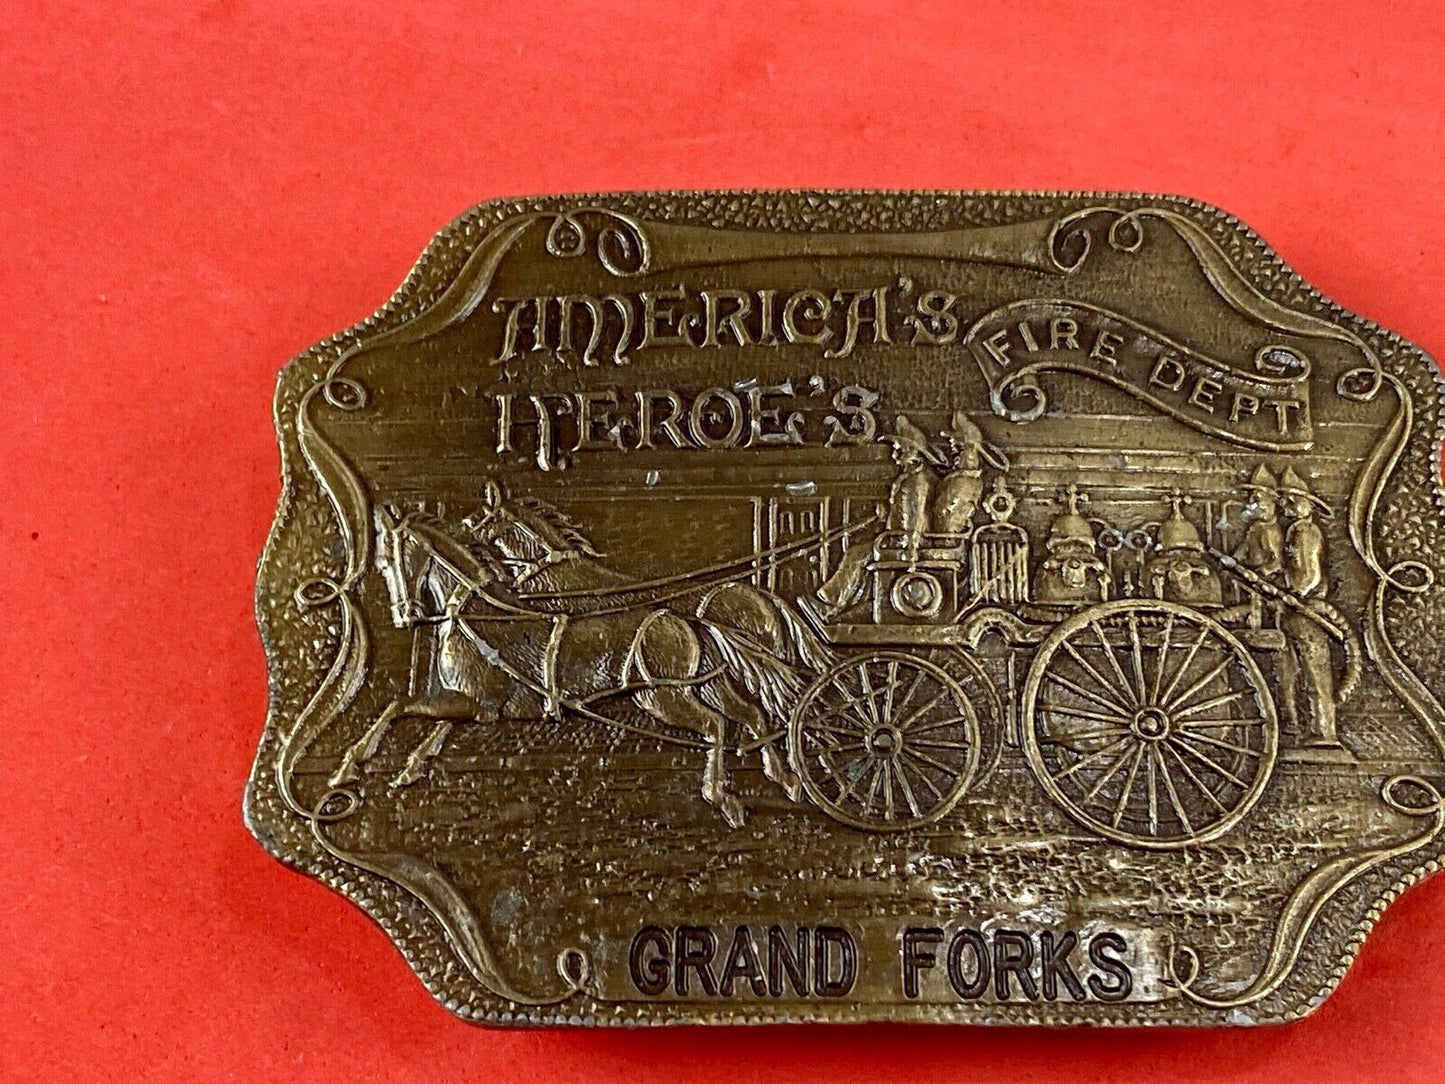 AMERICA'S
HEROE'S
FIRE DEPT
GRAND FORKS